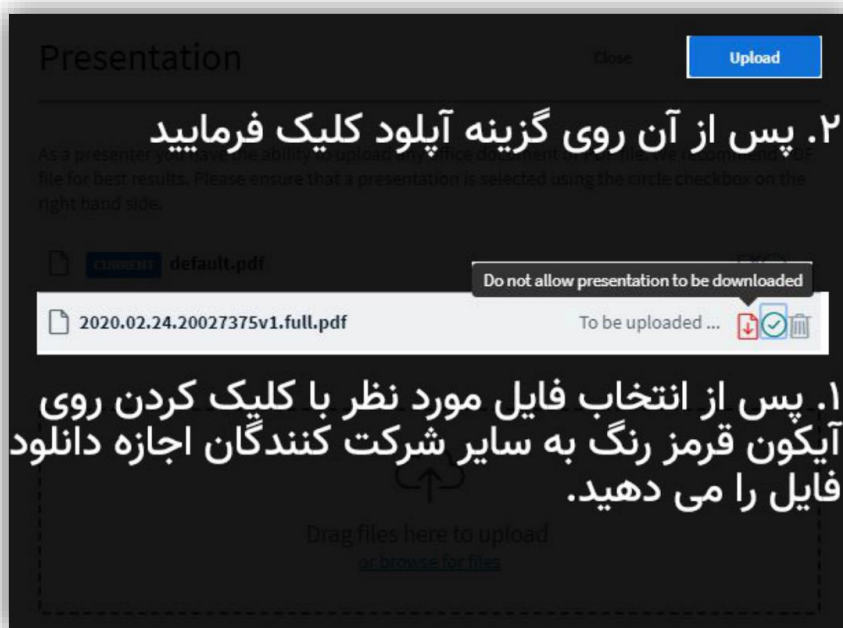 Presentation
Close
Upload
۲. پس از آن روی گزینه آپلود کلیک فرمایید
As a presenter you have the ability to upload any office document or PDF file. We recommend PDF
file for best results. Please ensure that a presentation is selected using the circle checkbox on the
right hand side.
CURRENT default.pdf
Do not allow presentation to be downloaded
2020.02.24.20027375v1.full.pdf
To be uploaded ...
۱. پس از انتخاب فایل مورد نظر با کلیک کردن روی
آیکون قرمز رنگ به سایر شرکت کنندگان اجازه دانلود
فایل را می دهید.
Drag files here to upload
or browse for files